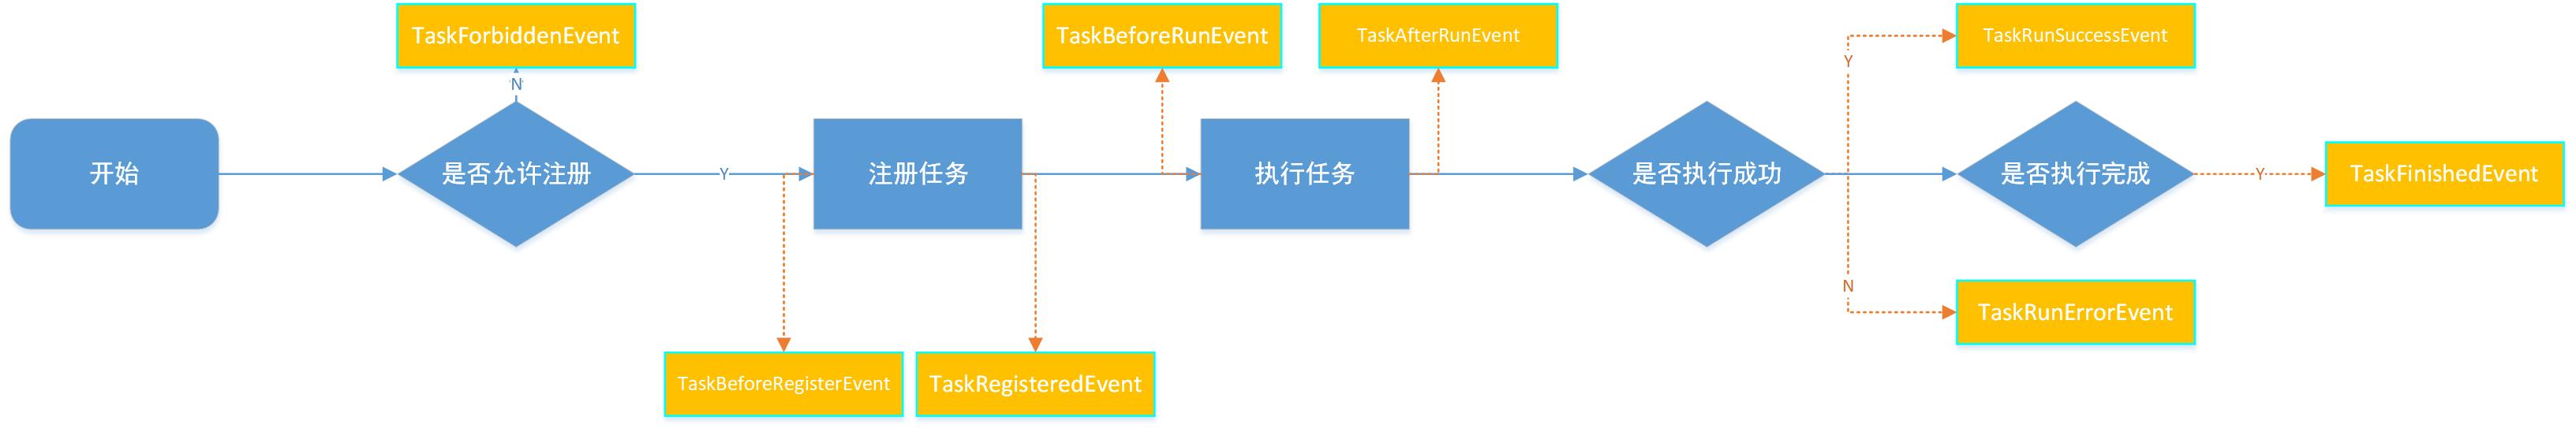 TaskForbiddenEvent
TaskBeforeRunEvent
TaskAfterRunEvent
TaskRunSuccessEvent
N
Y
开始
是否允许注册
Y
注册任务
执行任务
是否执行成功
是否执行完成
Y
TaskFinishedEvent
N
TaskRunErrorEvent
TaskBeforeRegisterEvent
TaskRegisteredEvent